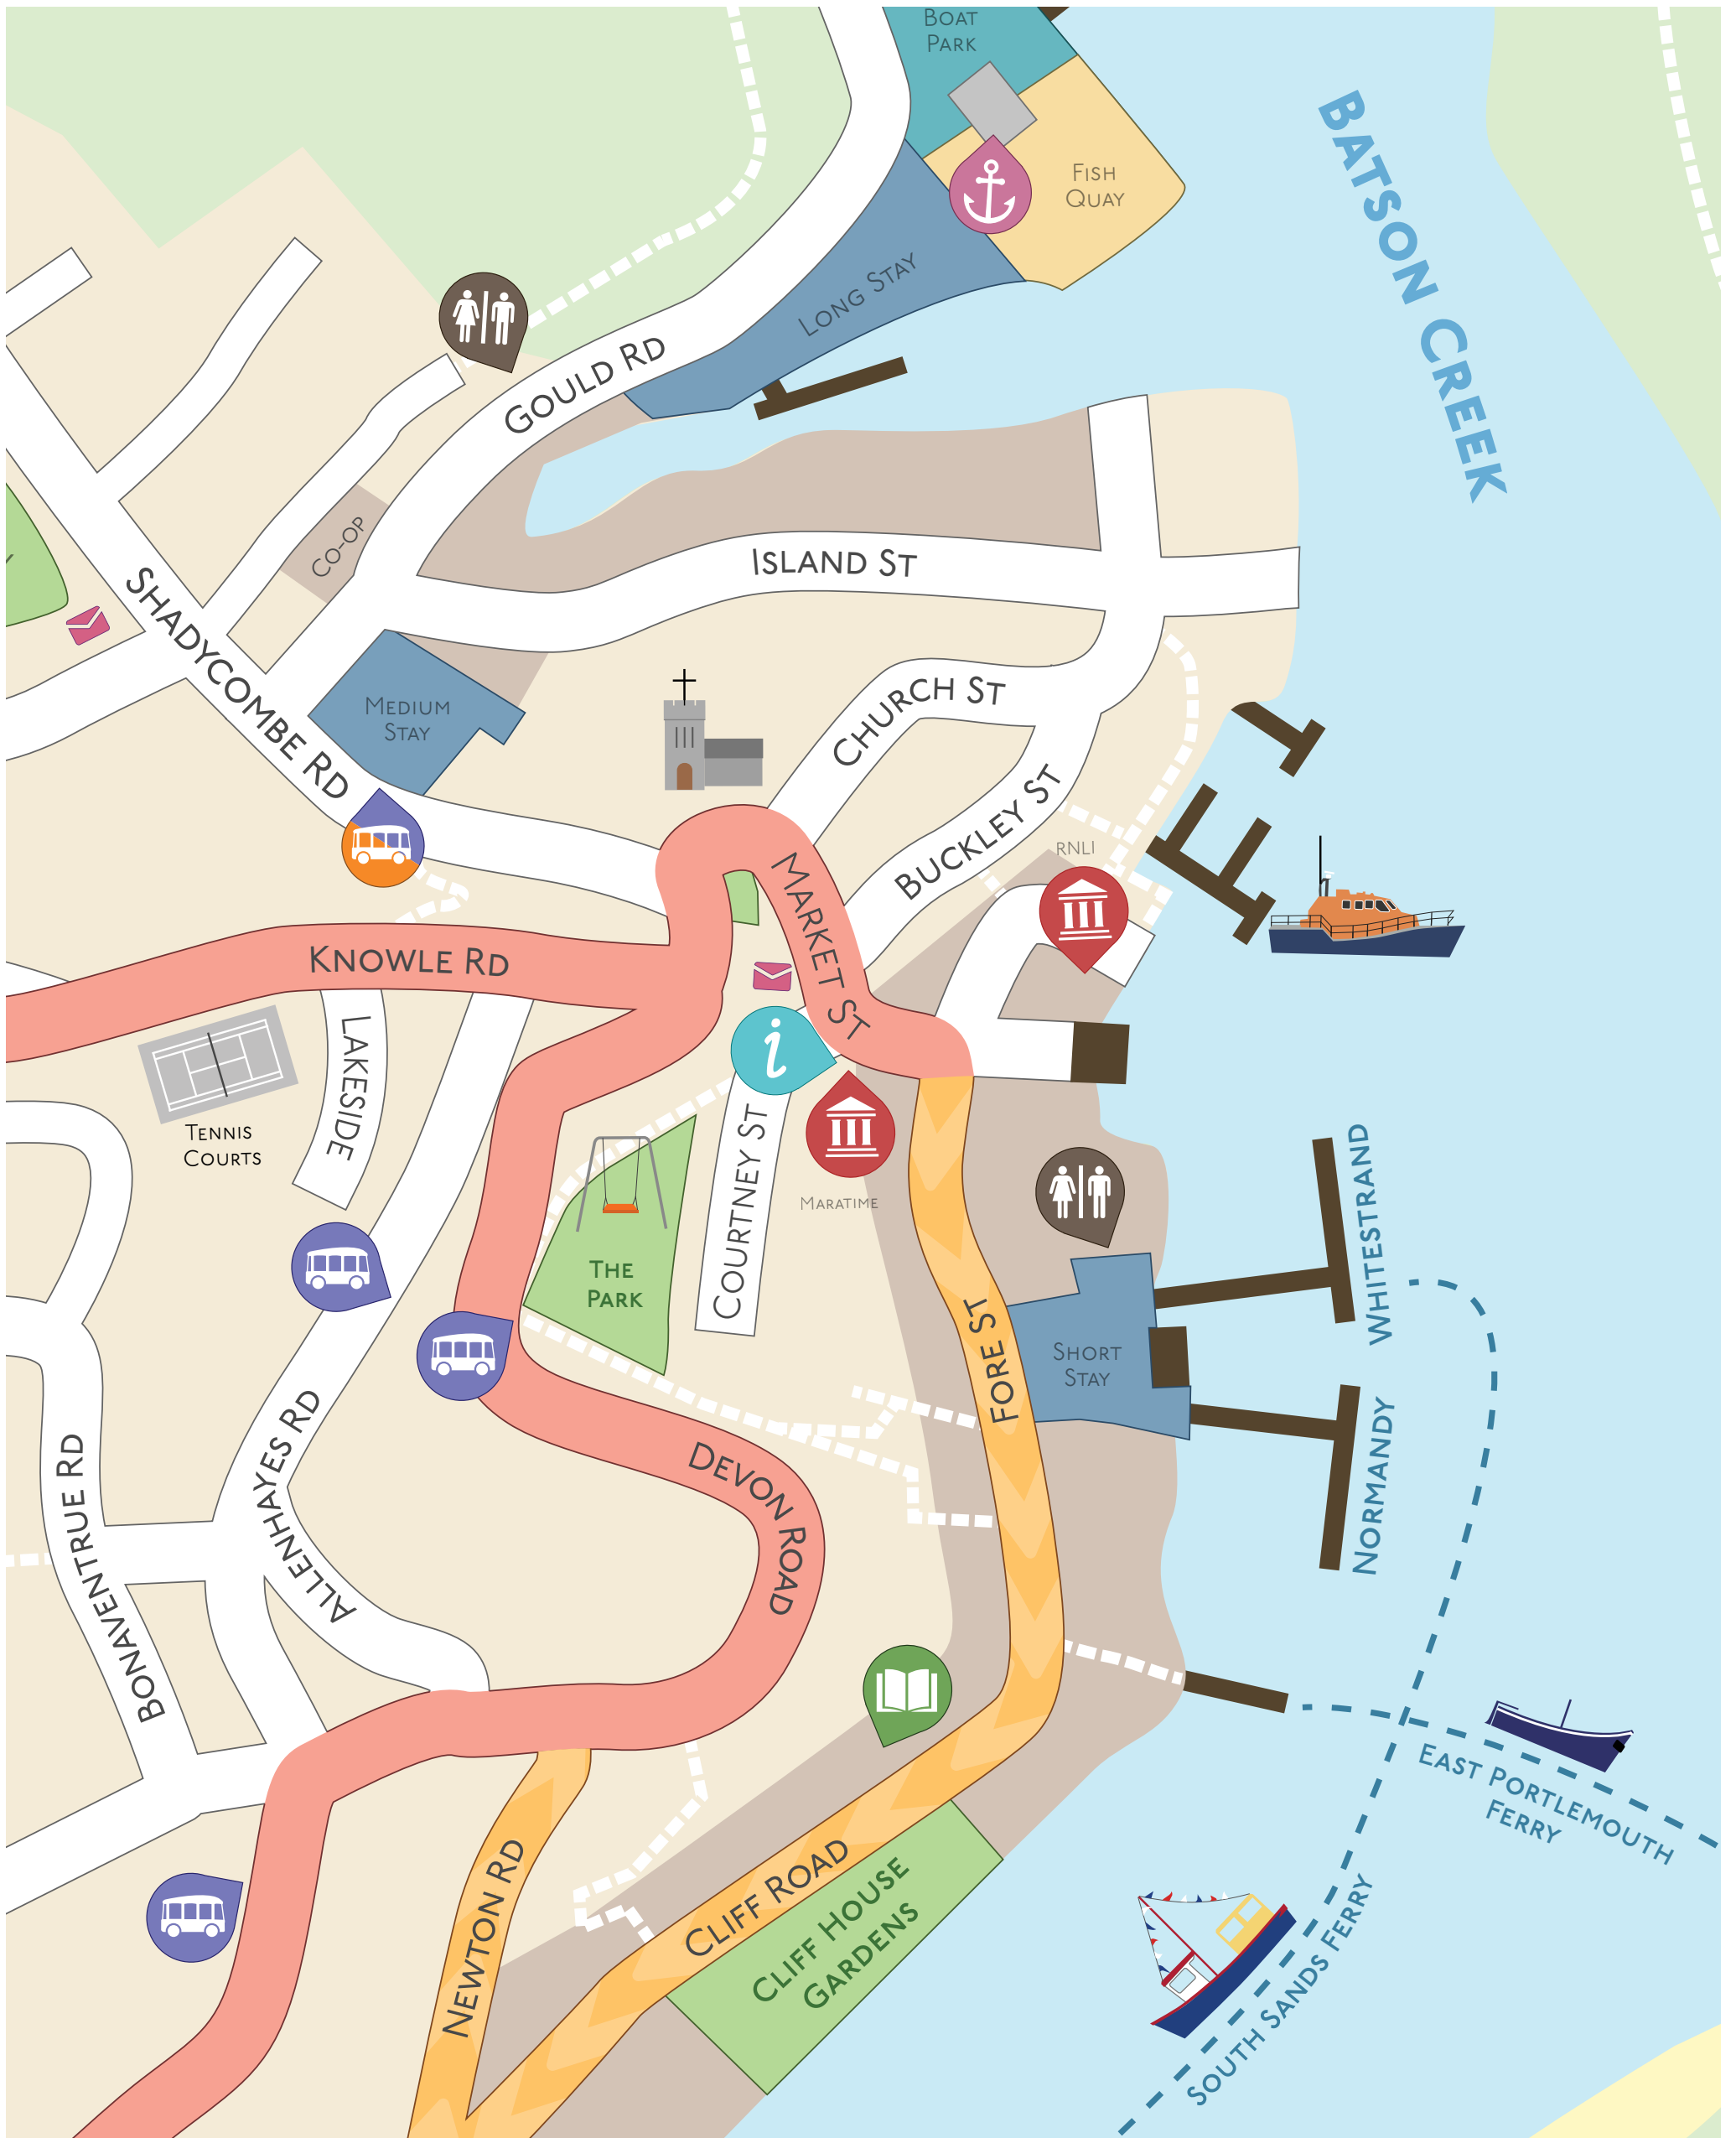 BOAT
PARK
FISH
QUAY
BATSON CREEK
LONG STAY
GOULD RD
CO-OP
ISLAND ST
SHADYCOMBE RD
MEDIUM
STAY
CHURCH ST
BUCKLEY ST
RNLI
MARKET ST
KNOWLE RD
i
LAKESIDE
TENNIS
COURTS
COURTNEY ST
MARATIME
THE
PARK
WHITESTRAND
FORE ST
SHORT
STAY
NORMANDY
ALLENHAYES RD
BONAVENTRUE RD
DEVON ROAD
EAST PORTLEMOUTH
FERRY
NEWTON RD
CLIFF ROAD
CLIFF HOUSE
GARDENS
SOUTH SANDS FERRY